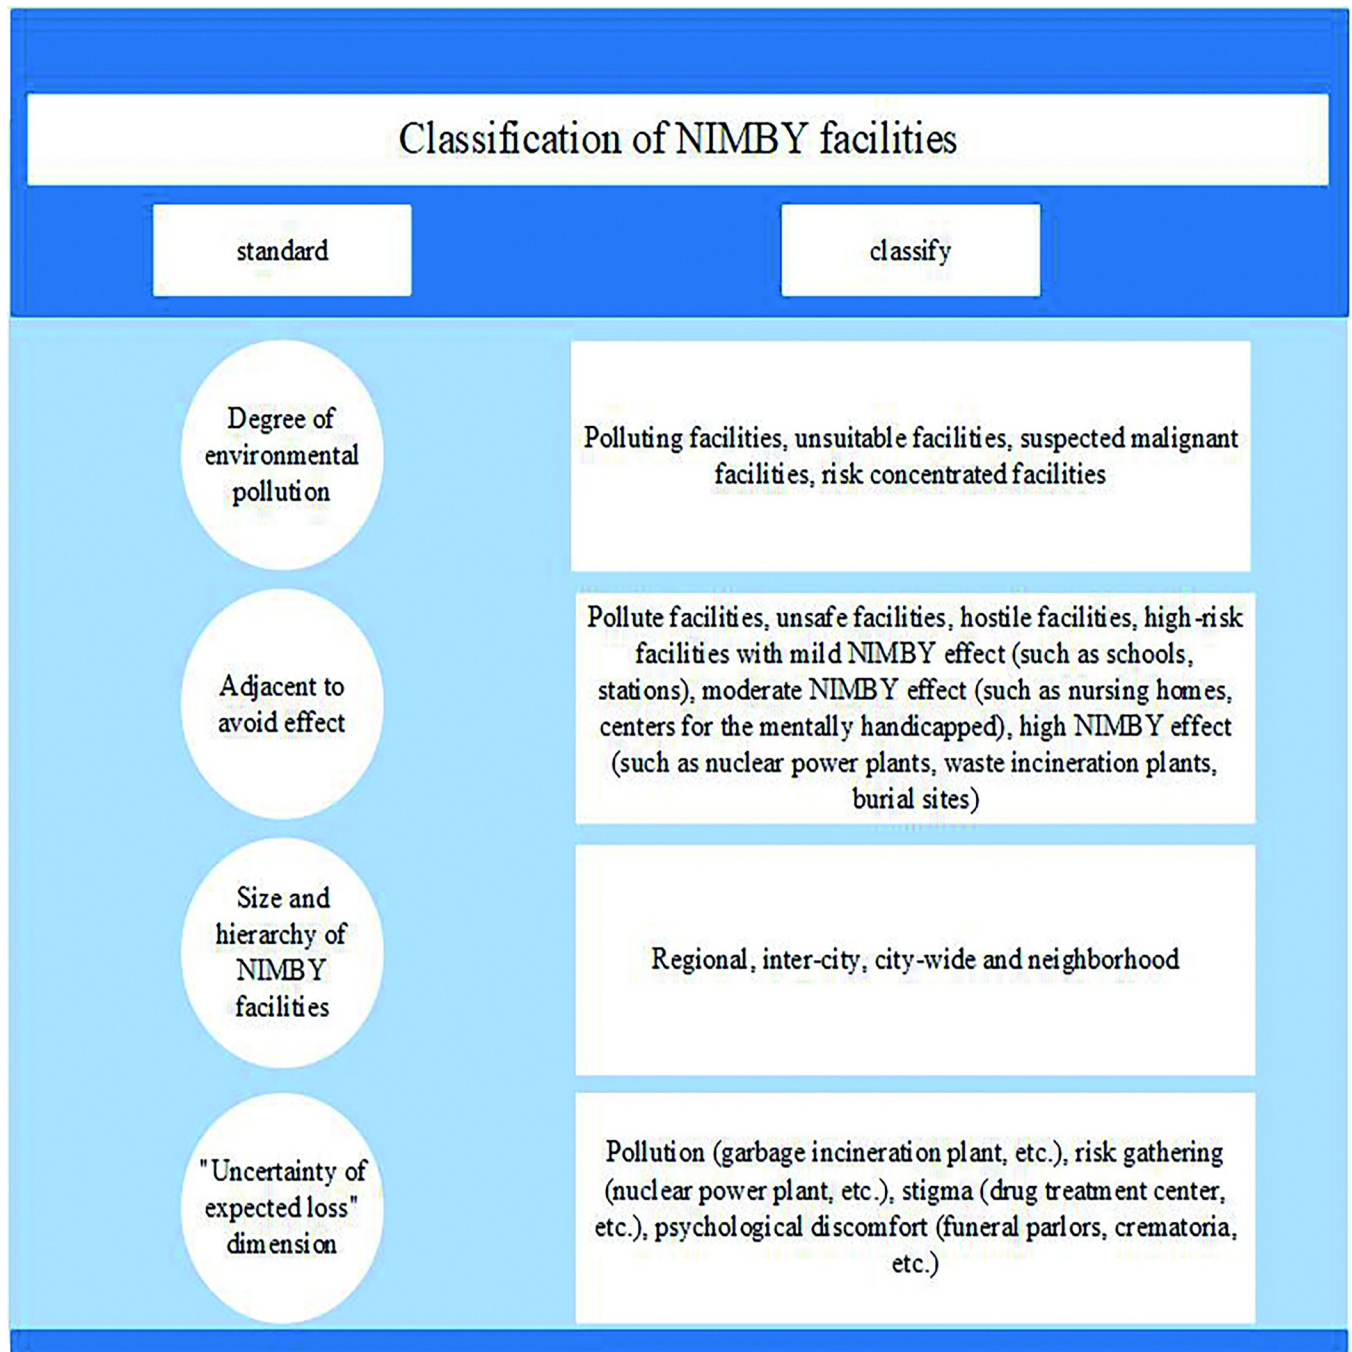 Classification of NIMBY facilities
standard
classify
Degree of
environmental
pollution
Polluting facilities, unsuitable facilities, suspected malignant
facilities, risk concentrated facilities
Adjacent to
avoid effect
Pollute facilities, unsafe facilities, hostile facilities, high-risk
facilities with mild NIMBY effect (such as schools,
stations), moderate NIMBY effect (such as nursing homes,
centers for the mentally handicapped), high NIMBY effect
(such as nuclear power plants, waste incineration plants,
burial sites)
Size and
hierarchy of
NIMBY
facilities
Regional, inter-city, city-wide and neighborhood
"Uncertainty of
expected loss"
dimension
Pollution (garbage incineration plant, etc.), risk gathering
(nuclear power plant, etc.), stigma (drug treatment center,
etc.), psychological discomfort (funeral parlors, crematoria,
etc.)